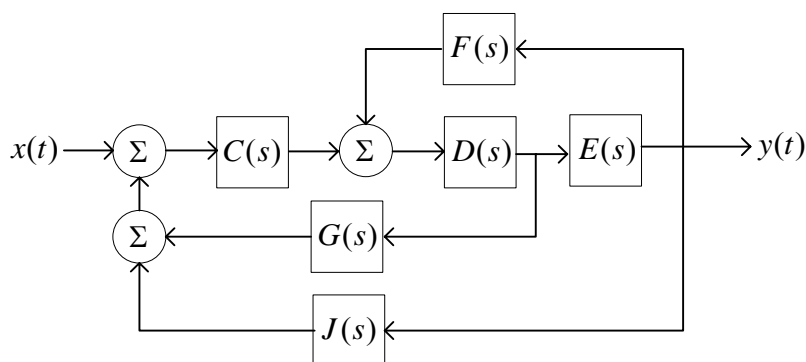 F(s)
x(t) Σ C(s) Σ D(s) E(s) y(t)
Σ G(s)
J(s)